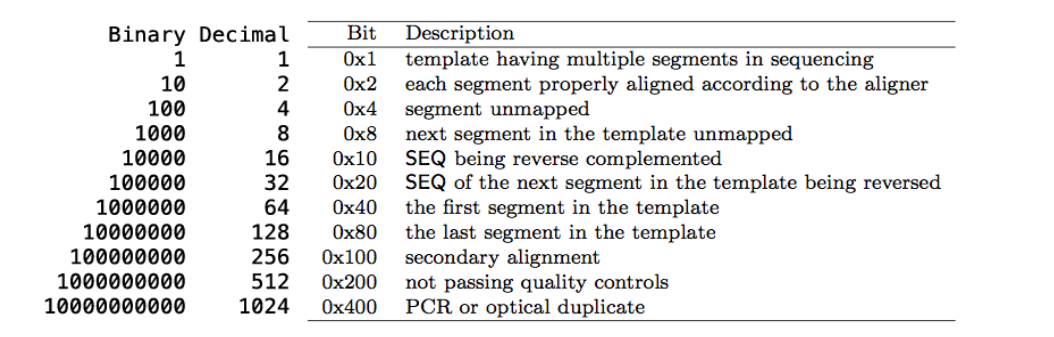 Binary Decimal Bit Description
1 1 0x1 template having multiple segments in sequencing
10 2 0x2 each segment properly aligned according to the aligner
100 4 0x4 segment unmapped
1000 8 0x8 next segment in the template unmapped
10000 16 0x10 SEQ being reverse complemented
100000 32 0x20 SEQ of the next segment in the template being reversed
1000000 64 0x40 the first segment in the template
10000000 128 0x80 the last segment in the template
100000000 256 0x100 secondary alignment
1000000000 512 0x200 not passing quality controls
10000000000 1024 0x400 PCR or optical duplicate